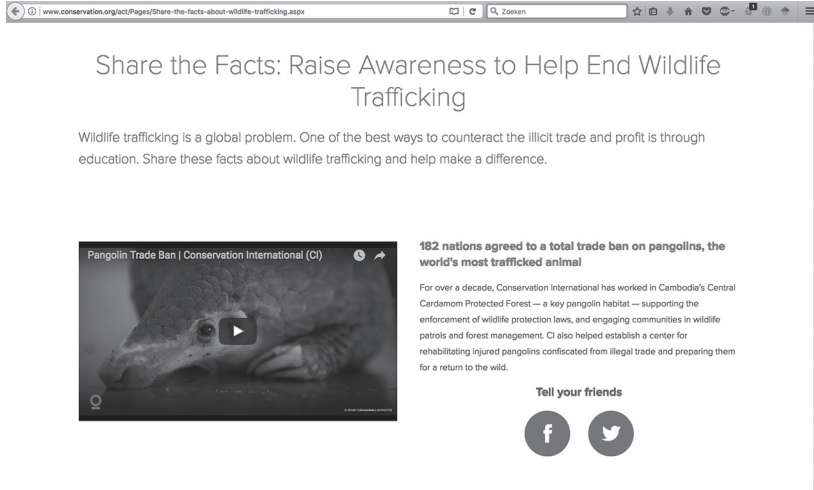 www.conservation.org/act/Pages/Share-the-facts-about-wildlife-trafficking.aspx
Zoeken
1
Share the Facts: Raise Awareness to Help End Wildlife
Trafficking
Wildlife trafficking is a global problem. One of the best ways to counteract the illicit trade and profit is through
education. Share these facts about wildlife trafficking and help make a difference.
Pangolin Trade Ban | Conservation International (CI)
182 nations agreed to a total trade ban on pangolins, the
world's most trafficked animal
For over a decade, Conservation International has worked in Cambodia's Central
Cardamom Protected Forest — a key pangolin habitat — supporting the
enforcement of wildlife protection laws, and engaging communities in wildlife
patrols and forest management. CI also helped establish a center for
rehabilitating injured pangolins confiscated from illegal trade and preparing them
for a return to the wild.
Tell your friends